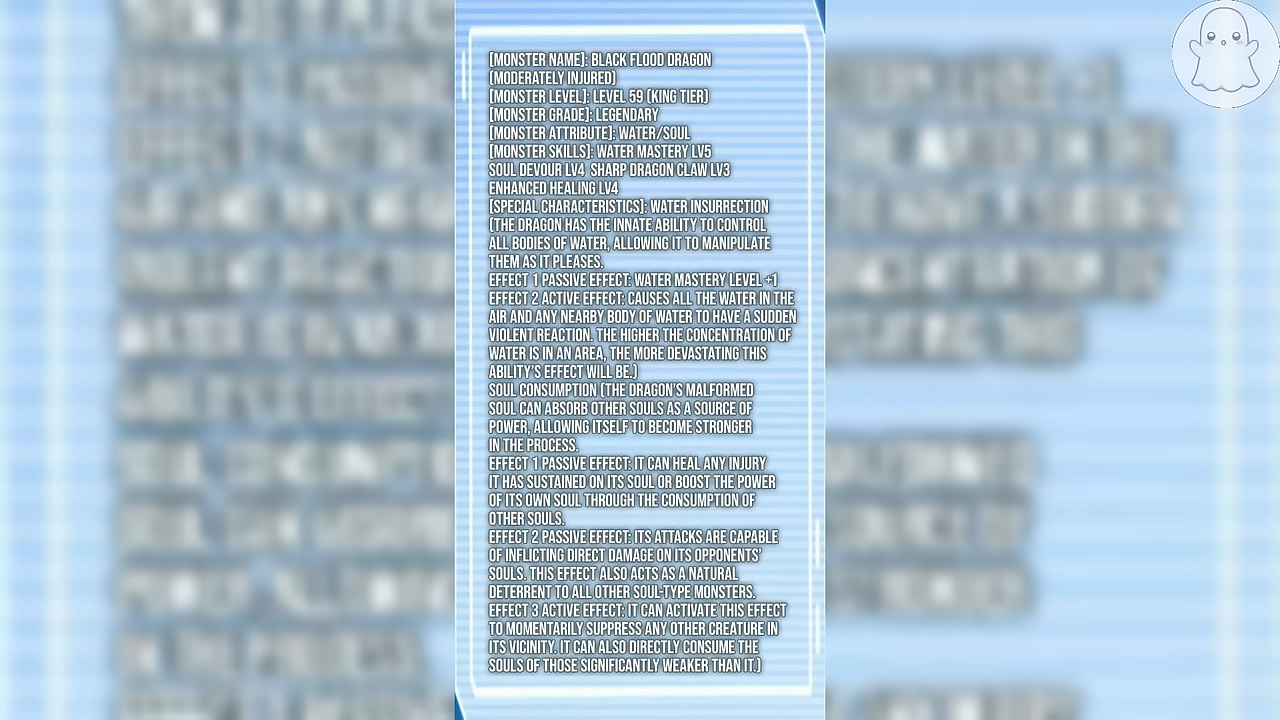 [MONSTER NAME]: BLACK FLOOD DRAGON
(MODERATELY INJURED)
[MONSTER LEVEL]: LEVEL 59 (KING TIER)
[MONSTER GRADE]: LEGENDARY
[MONSTER ATTRIBUTE]: WATER/SOUL
[MONSTER SKILLS]: WATER MASTERY LV5
SOUL DEVOUR LV4 SHARP DRAGON CLAW LV3
ENHANCED HEALING LV4
[SPECIAL CHARACTERISTICS]: WATER INSURRECTION
(THE DRAGON HAS THE INNATE ABILITY TO CONTROL
ALL BODIES OF WATER, ALLOWING IT TO MANIPULATE
THEM AS IT PLEASES.
EFFECT 1 PASSIVE EFFECT: WATER MASTERY LEVEL +1
EFFECT 2 ACTIVE EFFECT: CAUSES ALL THE WATER IN THE
AIR AND ANY NEARBY BODY OF WATER TO HAVE A SUDDEN
VIOLENT REACTION. THE HIGHER THE CONCENTRATION OF
WATER IS IN AN AREA, THE MORE DEVASTATING THIS
ABILITY'S EFFECT WILL BE.)
SOUL CONSUMPTION (THE DRAGON'S MALFORMED
SOUL CAN ABSORB OTHER SOULS AS A SOURCE OF
POWER, ALLOWING ITSELF TO BECOME STRONGER
IN THE PROCESS.
EFFECT 1 PASSIVE EFFECT: IT CAN HEAL ANY INJURY
IT HAS SUSTAINED ON ITS SOUL OR BOOST THE POWER
OF ITS OWN SOUL THROUGH THE CONSUMPTION OF
OTHER SOULS.
EFFECT 2 PASSIVE EFFECT: ITS ATTACKS ARE CAPABLE
OF INFLICTING DIRECT DAMAGE ON ITS OPPONENTS'
SOULS. THIS EFFECT ALSO ACTS AS A NATURAL
DETERRENT TO ALL OTHER SOUL-TYPE MONSTERS.
EFFECT 3 ACTIVE EFFECT: IT CAN ACTIVATE THIS EFFECT
TO MOMENTARILY SUPPRESS ANY OTHER CREATURE IN
ITS VICINITY. IT CAN ALSO DIRECTLY CONSUME THE
SOULS OF THOSE SIGNIFICANTLY WEAKER THAN IT.)